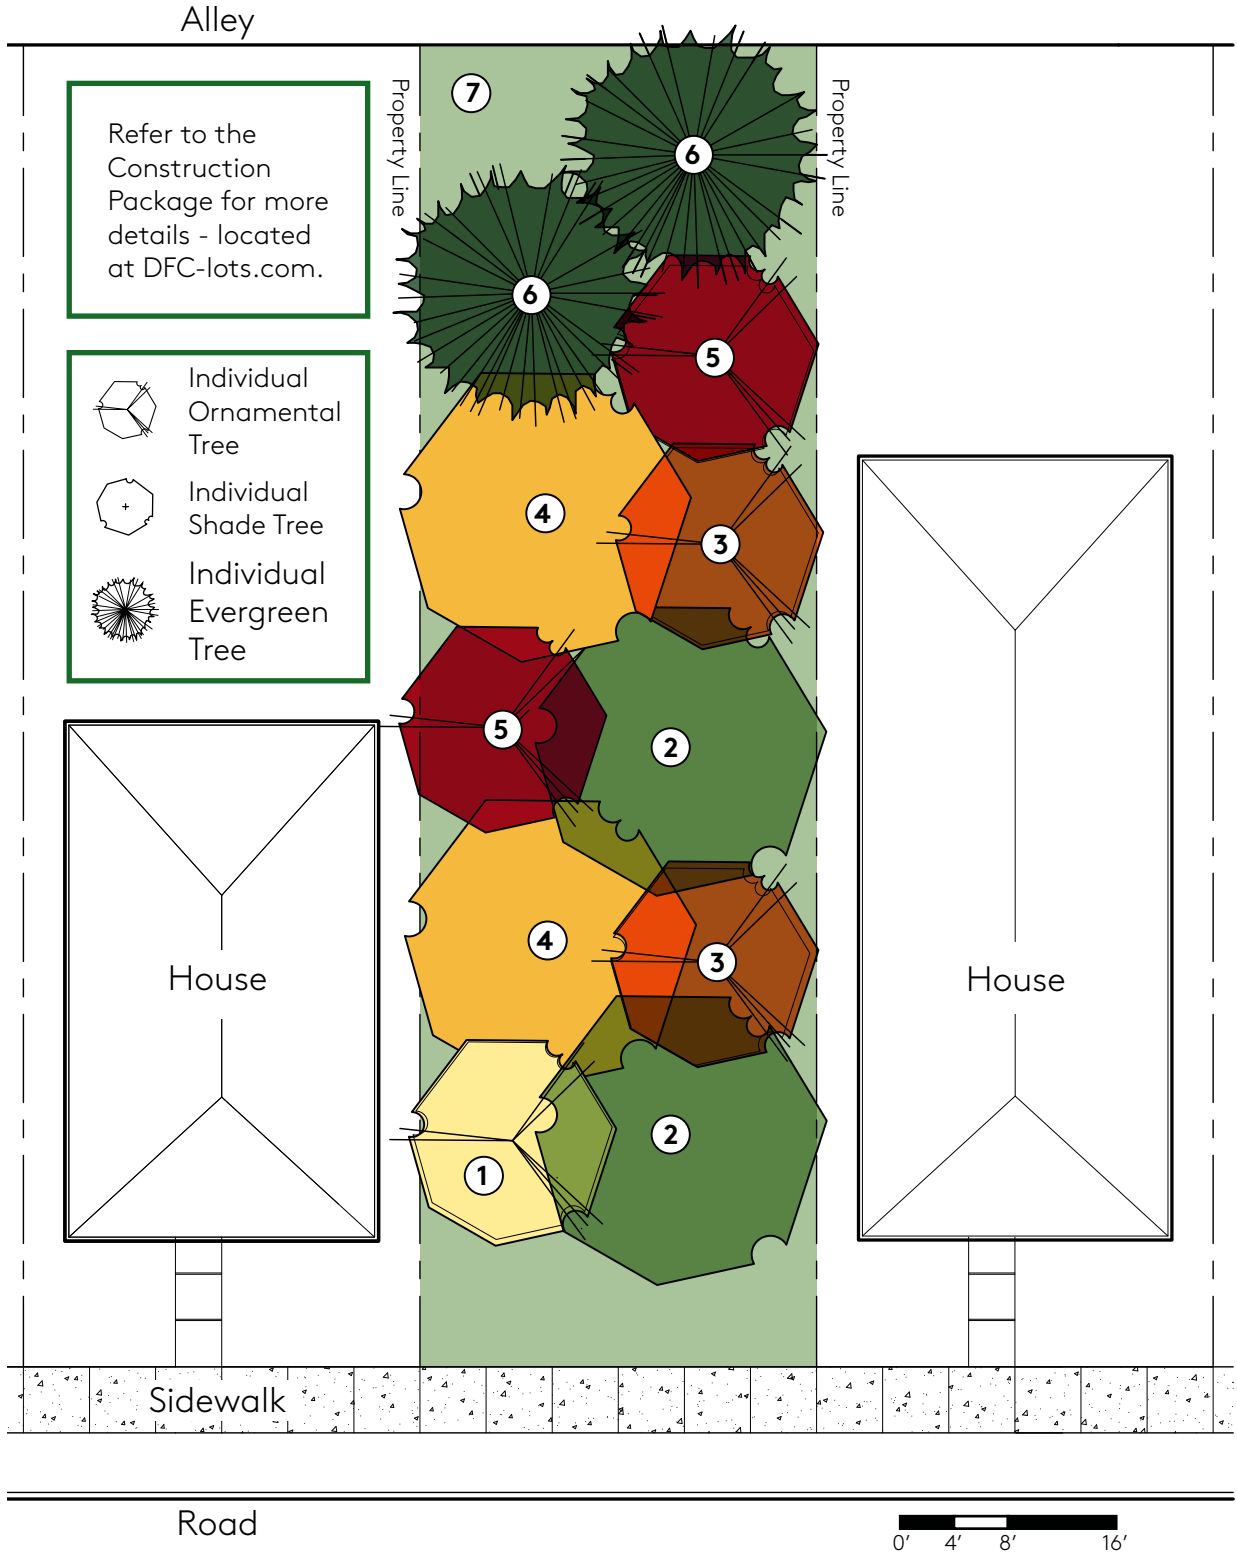 Alley
Refer to the
Construction
Package for more
details - located
at DFC-lots.com.
Individual
Ornamental
Tree
Individual
Shade Tree
Individual
Evergreen
Tree
Property Line
Property Line
7
6
6
5
4
3
5
2
4
3
1
2
House
House
Sidewalk
Road
0' 4' 8' 16'